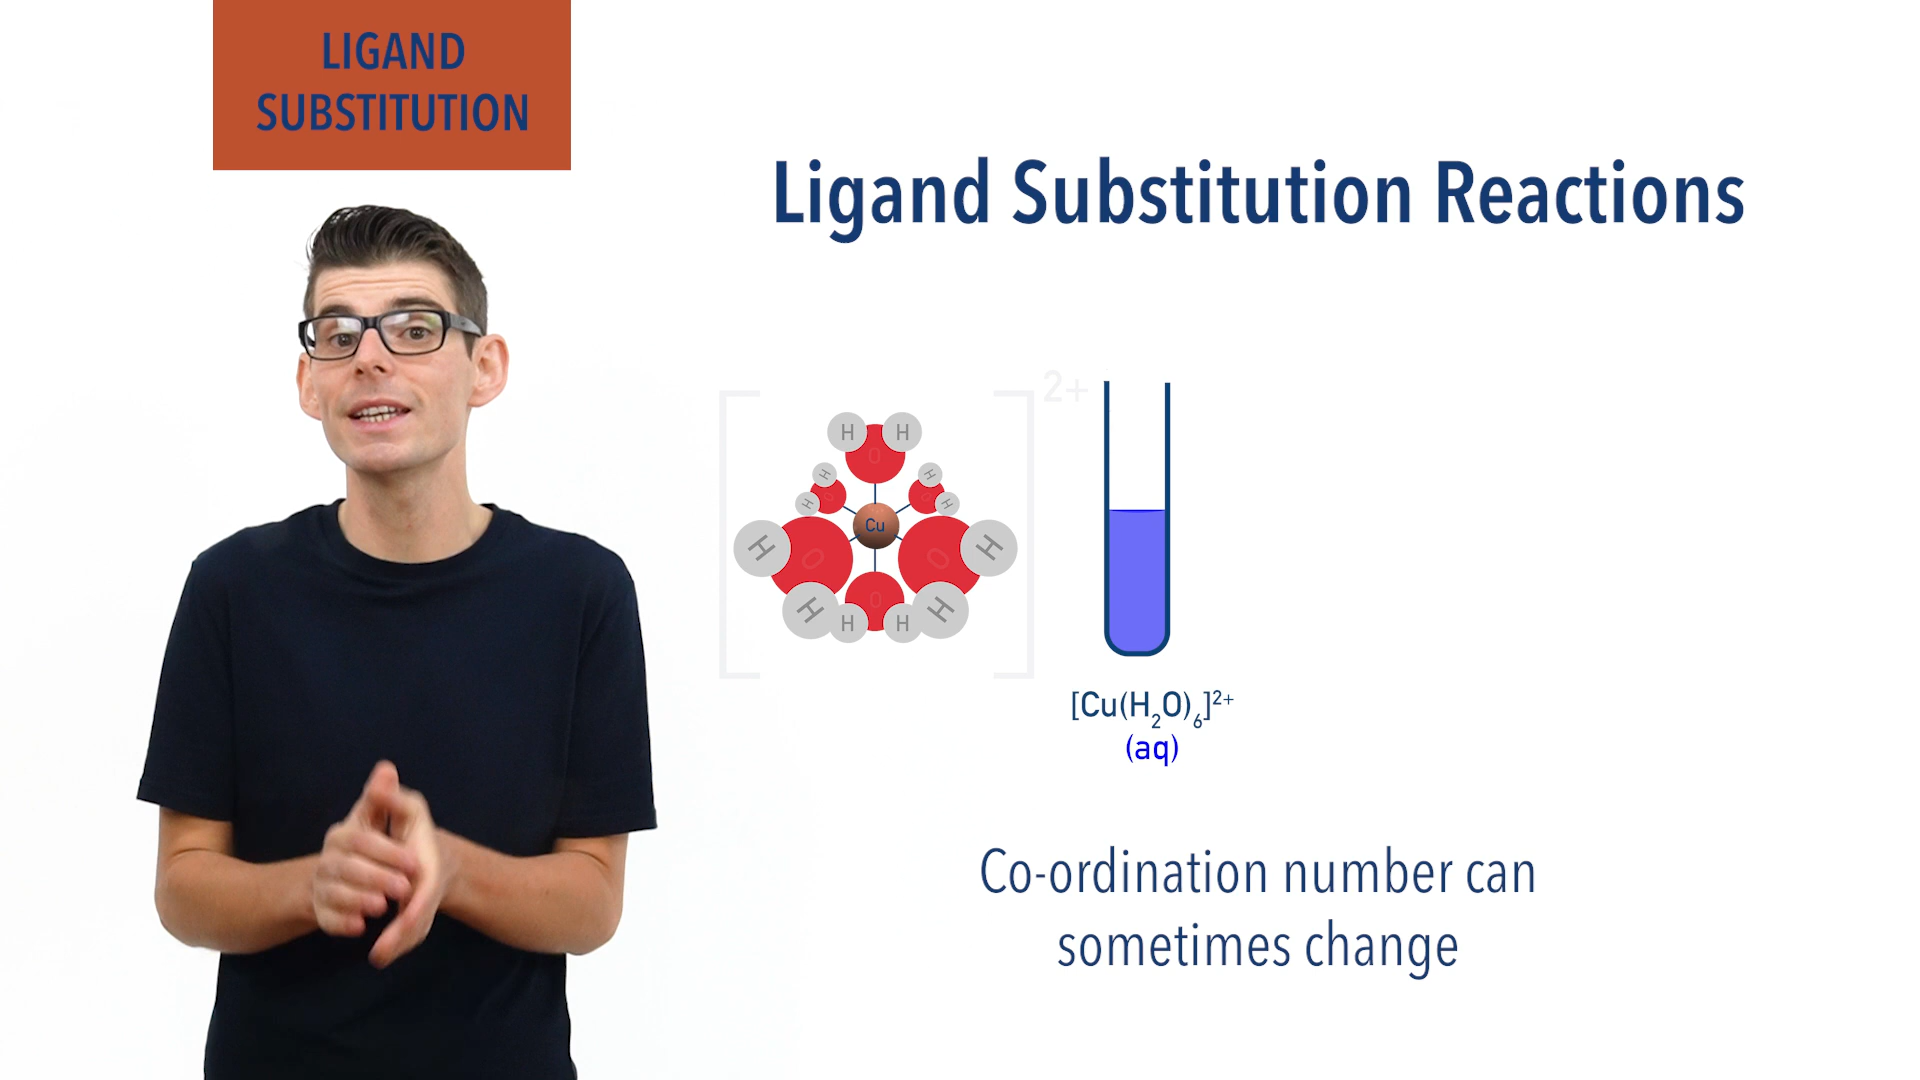 LIGAND
SUBSTITUTION
Ligand Substitution Reactions
2+
H H
O
H H
H O O H
Cu
H O O H
H H
O
H H
[Cu(H₂O)₆]²⁺
(aq)
Co-ordination number can
sometimes change